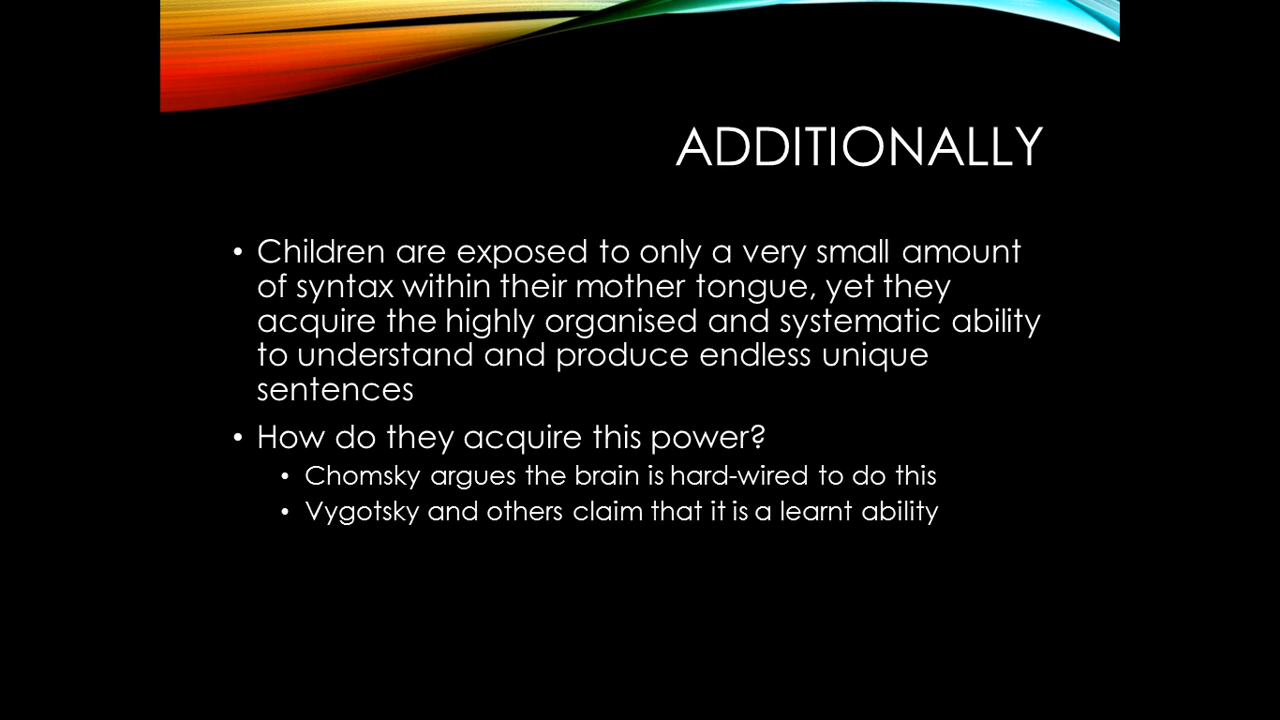 ADDITIONALLY
• Children are exposed to only a very small amount
of syntax within their mother tongue, yet they
acquire the highly organised and systematic ability
to understand and produce endless unique
sentences
• How do they acquire this power?
• Chomsky argues the brain is hard-wired to do this
• Vygotsky and others claim that it is a learnt ability